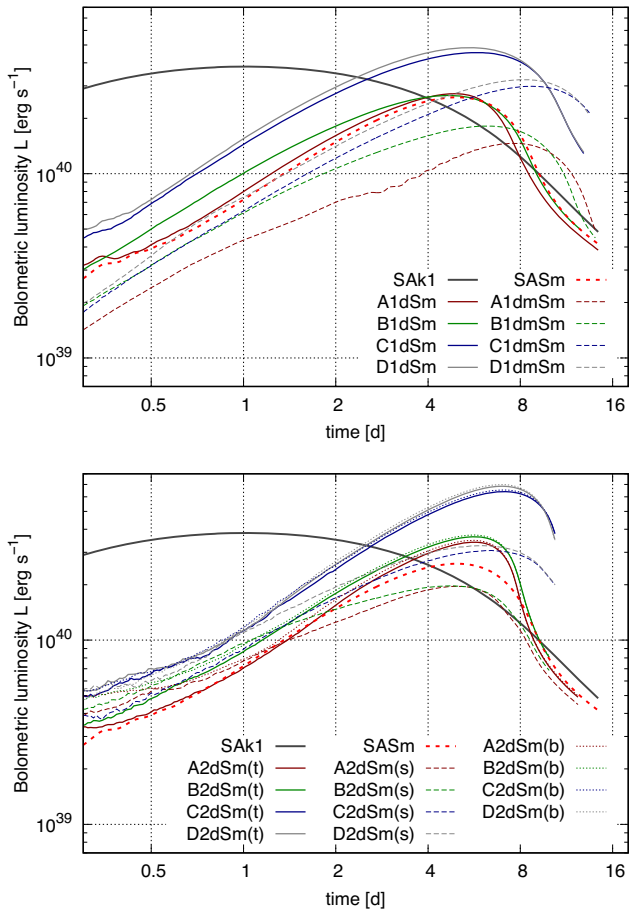 Bolometric luminosity L [erg s⁻¹]
10⁴⁰
10³⁹
SAk1 SASm
A1dSm A1dmSm
B1dSm B1dmSm
C1dSm C1dmSm
D1dSm D1dmSm
0.5 1 2 4 8 16
time [d]
Bolometric luminosity L [erg s⁻¹]
10⁴⁰
10³⁹
SAk1 SASm A2dSm(b)
A2dSm(t) A2dSm(s) B2dSm(b)
B2dSm(t) B2dSm(s) C2dSm(b)
C2dSm(t) C2dSm(s) D2dSm(b)
D2dSm(t) D2dSm(s)
0.5 1 2 4 8 16
time [d]